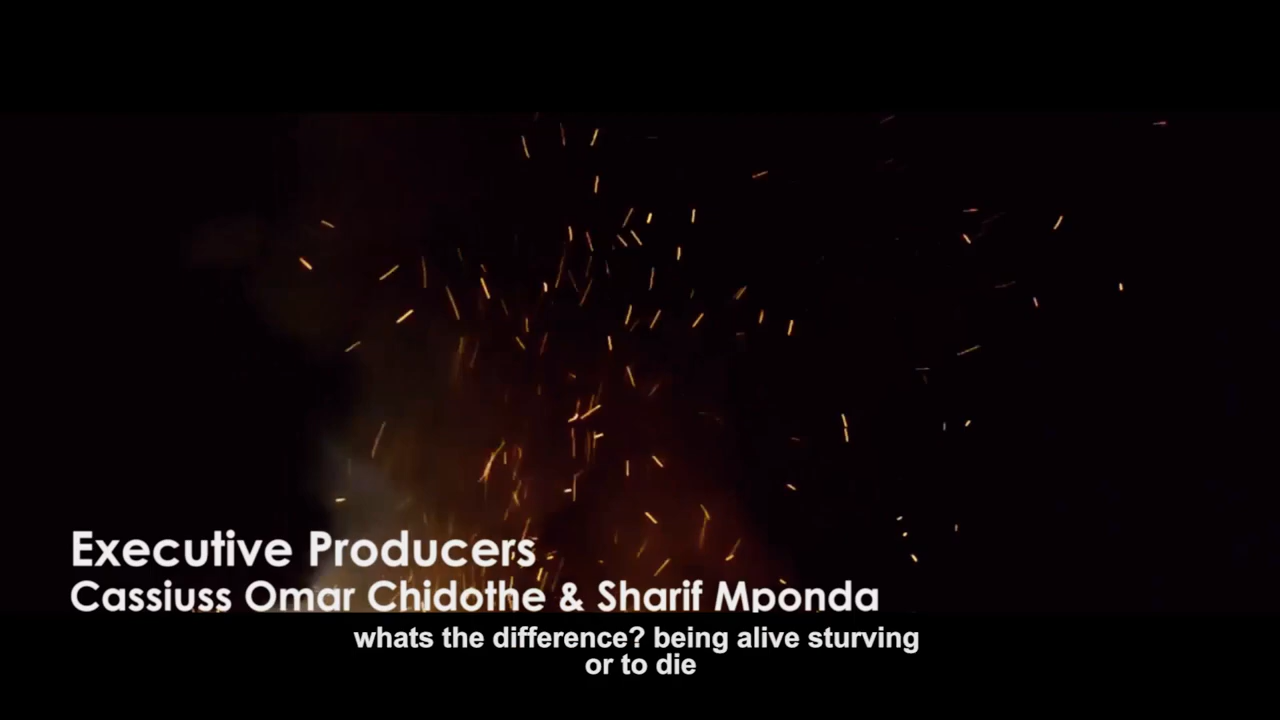 Executive Producers
Cassiuss Omar Chidothe & Sharif Mponda
whats the difference? being alive sturving
or to die